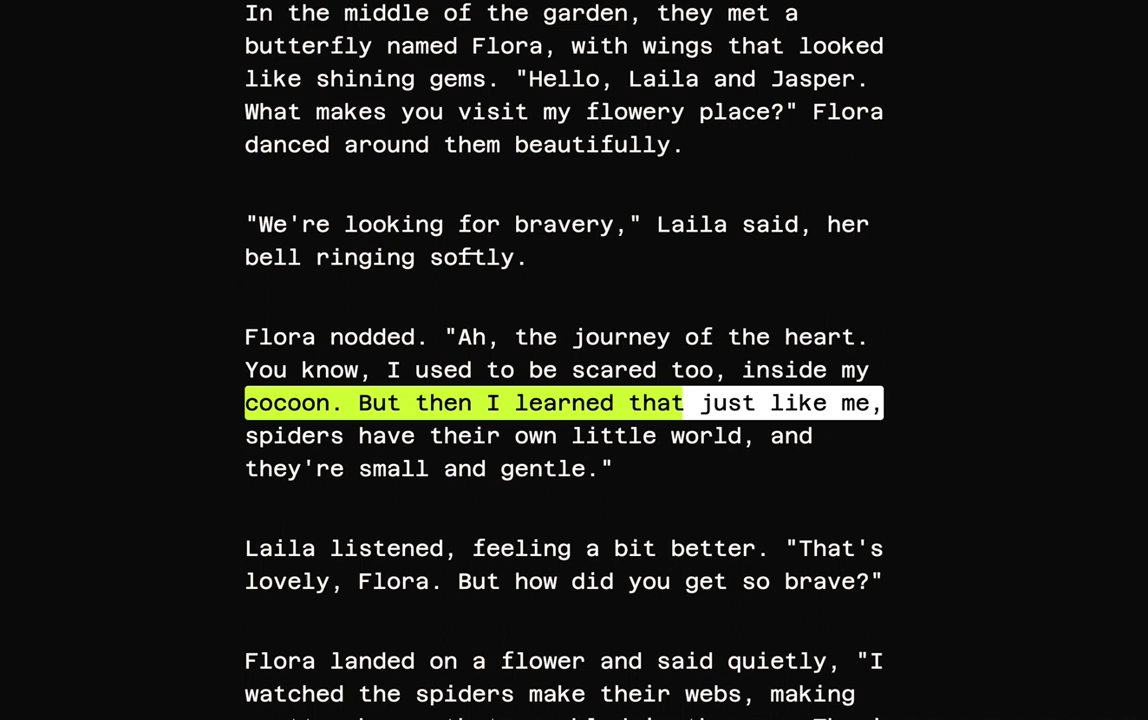 In the middle of the garden, they met a
butterfly named Flora, with wings that looked
like shining gems. "Hello, Laila and Jasper.
What makes you visit my flowery place?" Flora
danced around them beautifully.
"We're looking for bravery," Laila said, her
bell ringing softly.
Flora nodded. "Ah, the journey of the heart.
You know, I used to be scared too, inside my
cocoon. But then I learned that just like me,
spiders have their own little world, and
they're small and gentle."
Laila listened, feeling a bit better. "That's
lovely, Flora. But how did you get so brave?"
Flora landed on a flower and said quietly, "I
watched the spiders make their webs, making